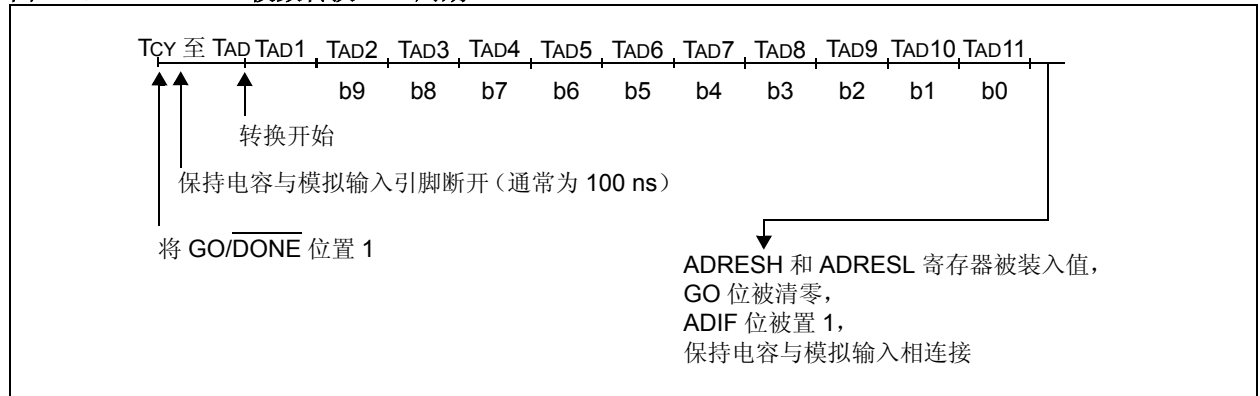 TCY 至 TAD TAD1 TAD2 TAD3 TAD4 TAD5 TAD6 TAD7 TAD8 TAD9 TAD10 TAD11
b9 b8 b7 b6 b5 b4 b3 b2 b1 b0
转换开始
保持电容与模拟输入引脚断开（通常为 100 ns）
将 GO/DONE 位置 1
ADRESH 和 ADRESL 寄存器被装入值，
GO 位被清零，
ADIF 位被置 1，
保持电容与模拟输入相连接